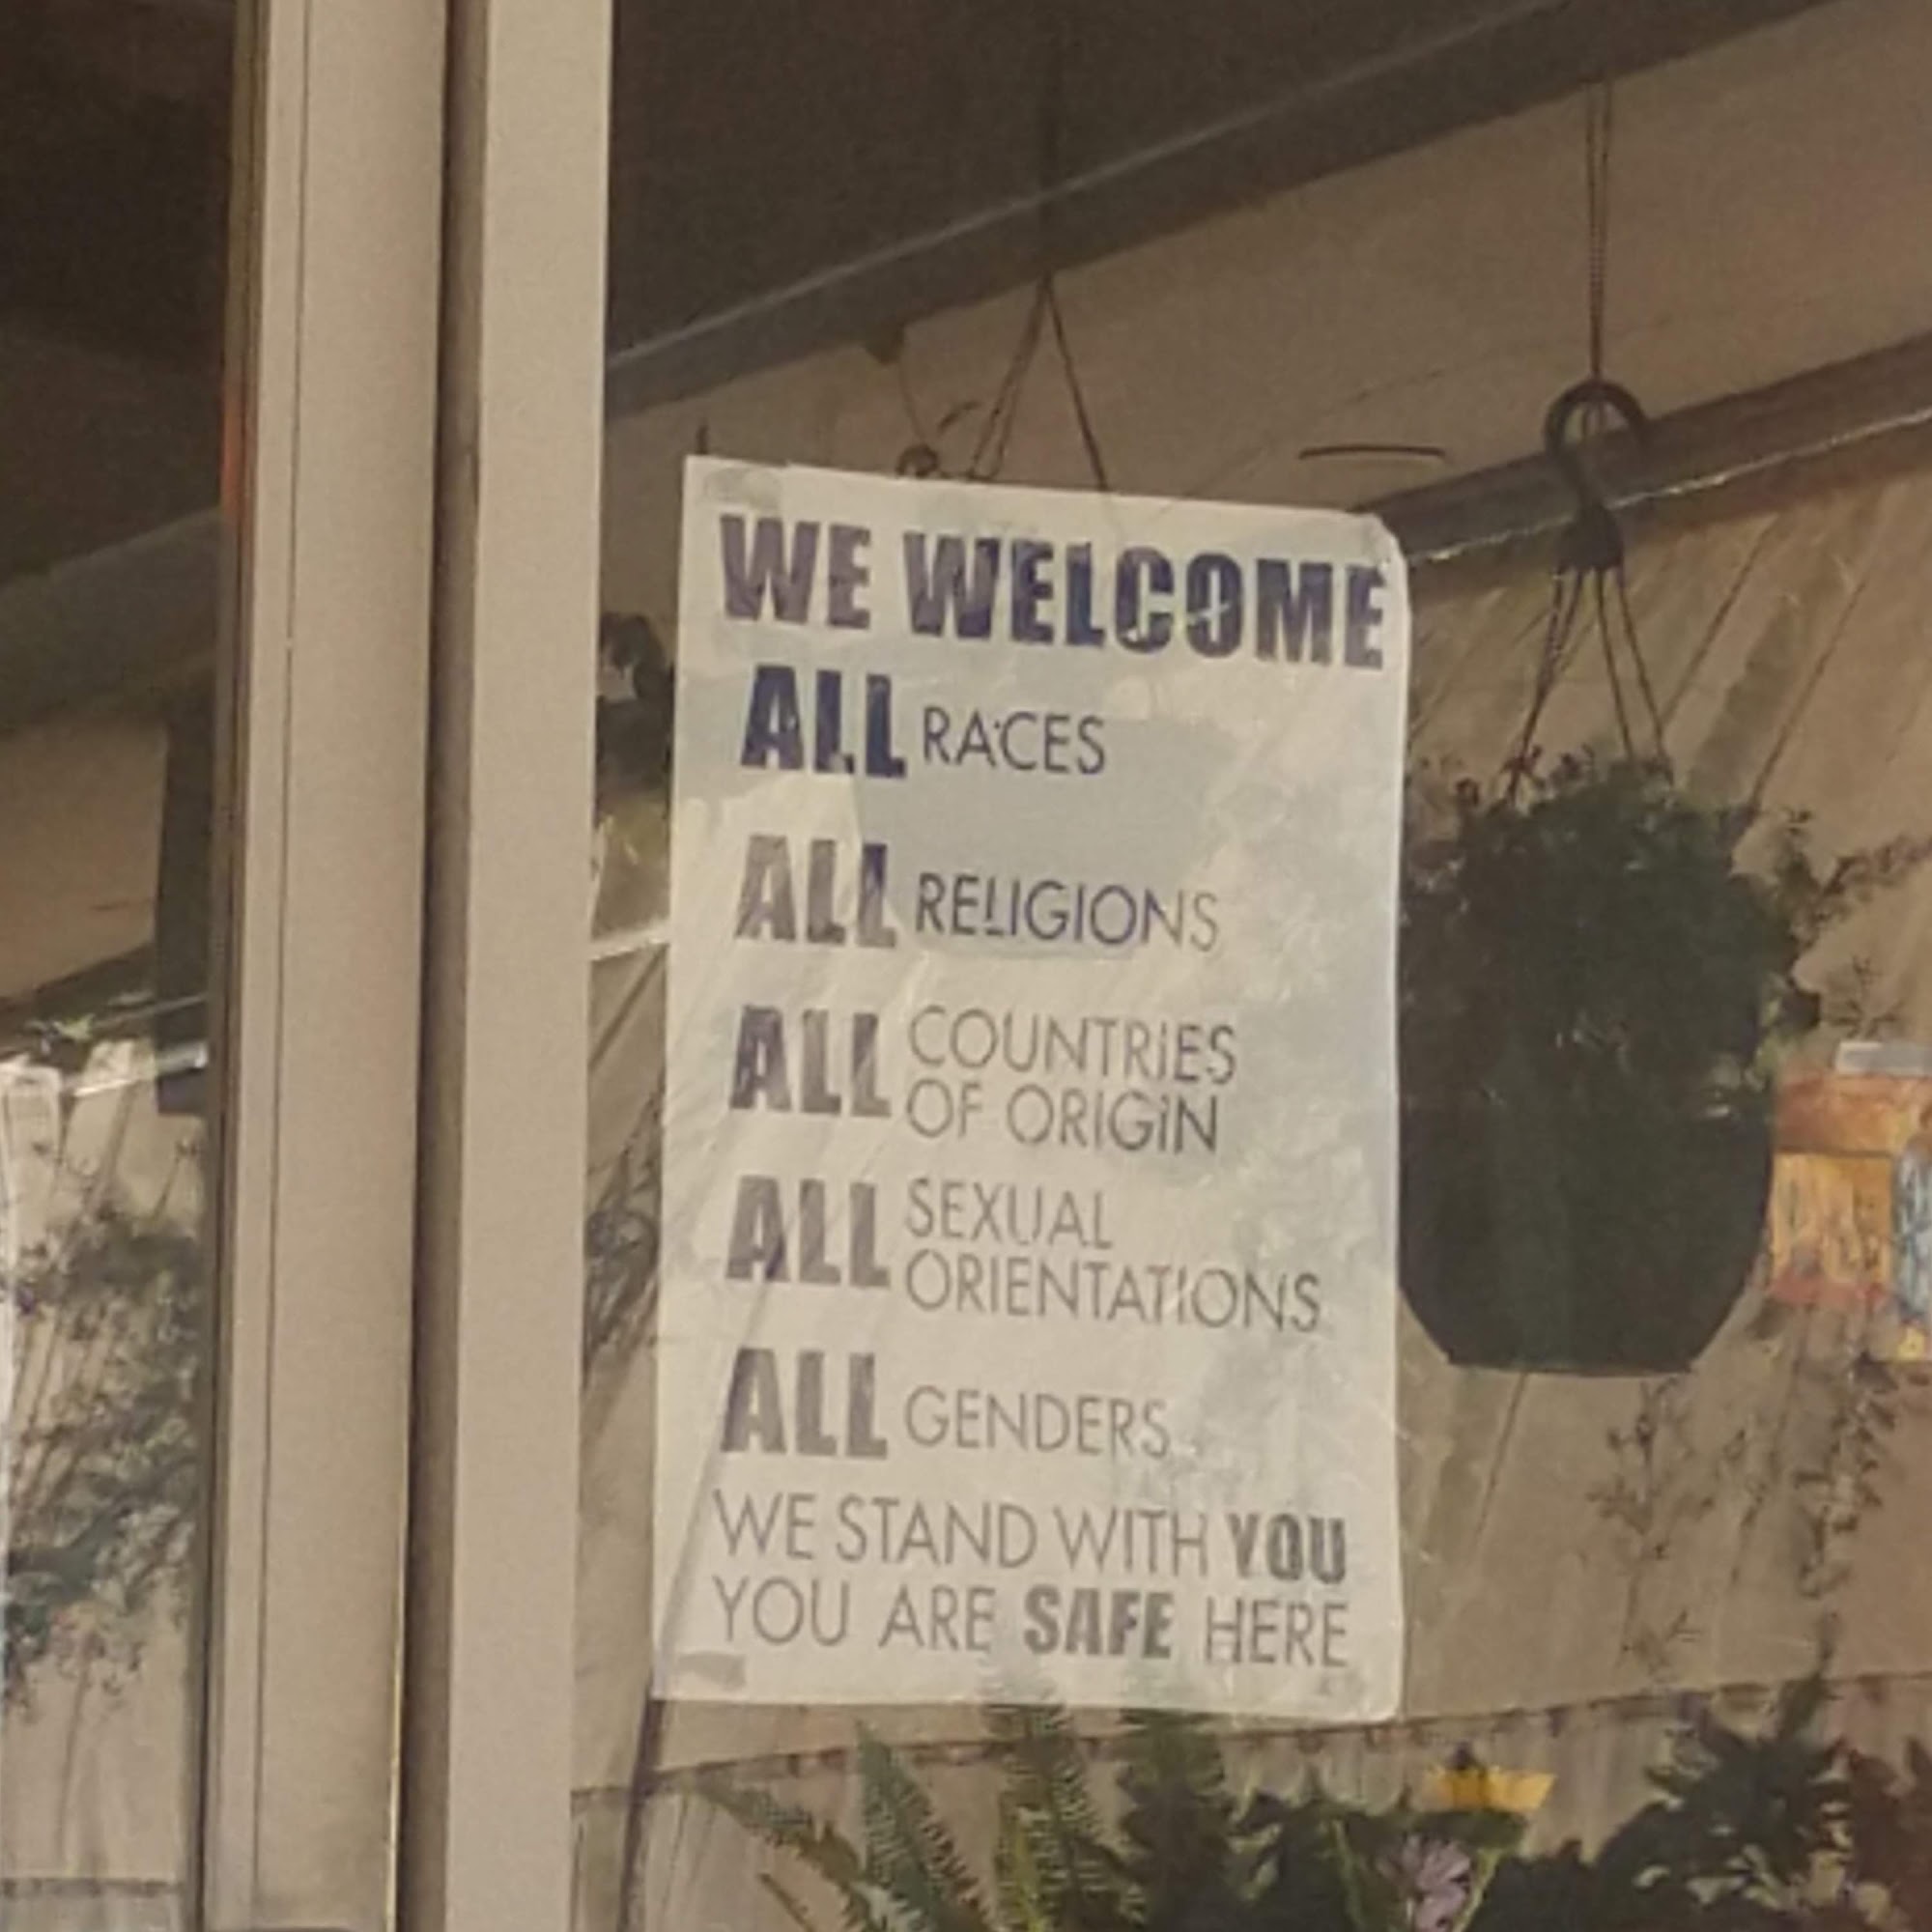 WE WELCOME
ALL RACES
ALL RELIGIONS
ALL COUNTRIES
OF ORIGIN
ALL SEXUAL
ORIENTATIONS
ALL GENDERS
WE STAND WITH YOU
YOU ARE SAFE HERE